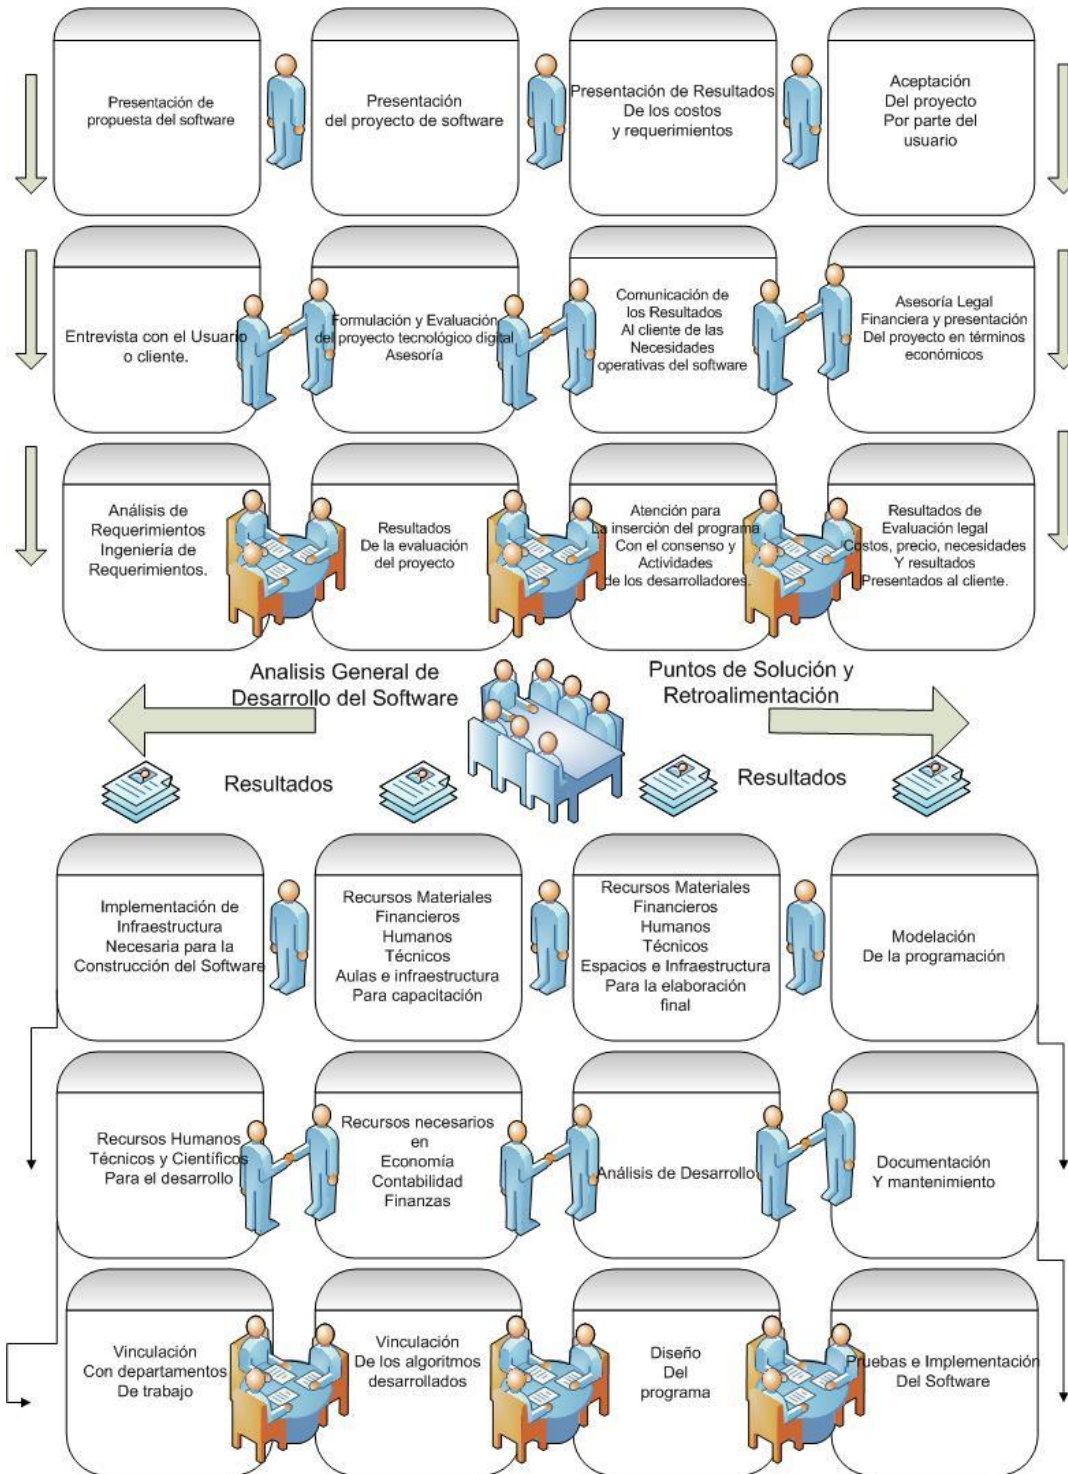 Presentación de
propuesta del software
Presentación
del proyecto de software
Presentación de Resultados
De los costos
y requerimientos
Aceptación
Del proyecto
Por parte del
usuario
Entrevista con el Usuario
o cliente.
Formulación y Evaluación
del proyecto tecnológico digital
Asesoría
Comunicación de
los Resultados
Al cliente de las
Necesidades
operativas del software
Asesoría Legal
Financiera y presentación
Del proyecto en términos
económicos
Análisis de
Requerimientos
Ingeniería de
Requerimientos.
Resultados
De la evaluación
del proyecto
Atención para
La inserción del programa
Con el consenso y
Actividades
de los desarrolladores.
Resultados de
Evaluación legal
Costos, precio, necesidades
Y resultados
Presentados al cliente.
Analisis General de
Desarrollo del Software
Puntos de Solución y
Retroalimentación
Resultados
Resultados
Implementación de
Infraestructura
Necesaria para la
Construcción del Software
Recursos Materiales
Financieros
Humanos
Técnicos
Aulas e infraestructura
Para capacitación
Recursos Materiales
Financieros
Humanos
Técnicos
Espacios e Infraestructura
Para la elaboración
final
Modelación
De la programación
Recursos Humanos
Técnicos y Científicos
Para el desarrollo
Recursos necesarios
en
Economía
Contabilidad
Finanzas
Análisis de Desarrollo
Documentación
Y mantenimiento
Vinculación
Con departamentos
De trabajo
Vinculación
De los algoritmos
desarrollados
Diseño
Del
programa
Pruebas e Implementación
Del Software